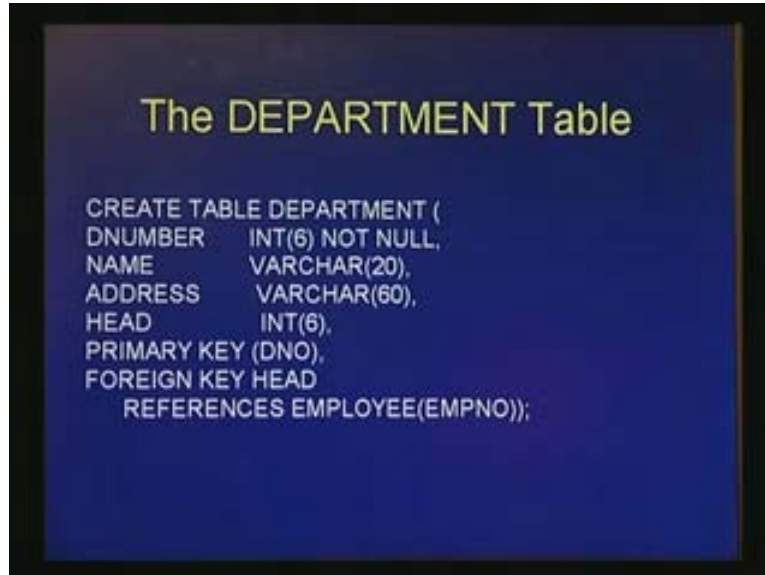 The DEPARTMENT Table
CREATE TABLE DEPARTMENT (
DNUMBER INT(6) NOT NULL,
NAME VARCHAR(20),
ADDRESS VARCHAR(60),
HEAD INT(6),
PRIMARY KEY (DNO),
FOREIGN KEY HEAD
REFERENCES EMPLOYEE(EMPNO));